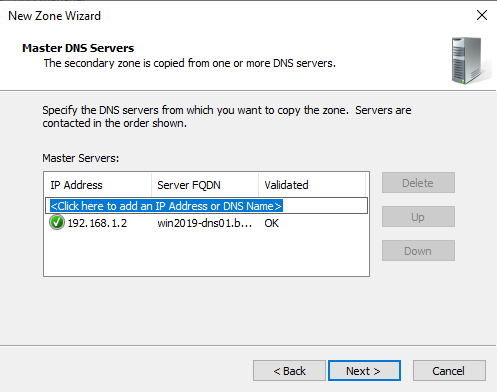 New Zone Wizard
Master DNS Servers
The secondary zone is copied from one or more DNS servers.
Specify the DNS servers from which you want to copy the zone. Servers are
contacted in the order shown.
Master Servers:
IP Address Server FQDN Validated
<Click here to add an IP Address or DNS Name>
192.168.1.2 win2019-dns01.b... OK
Delete
Up
Down
< Back Next > Cancel